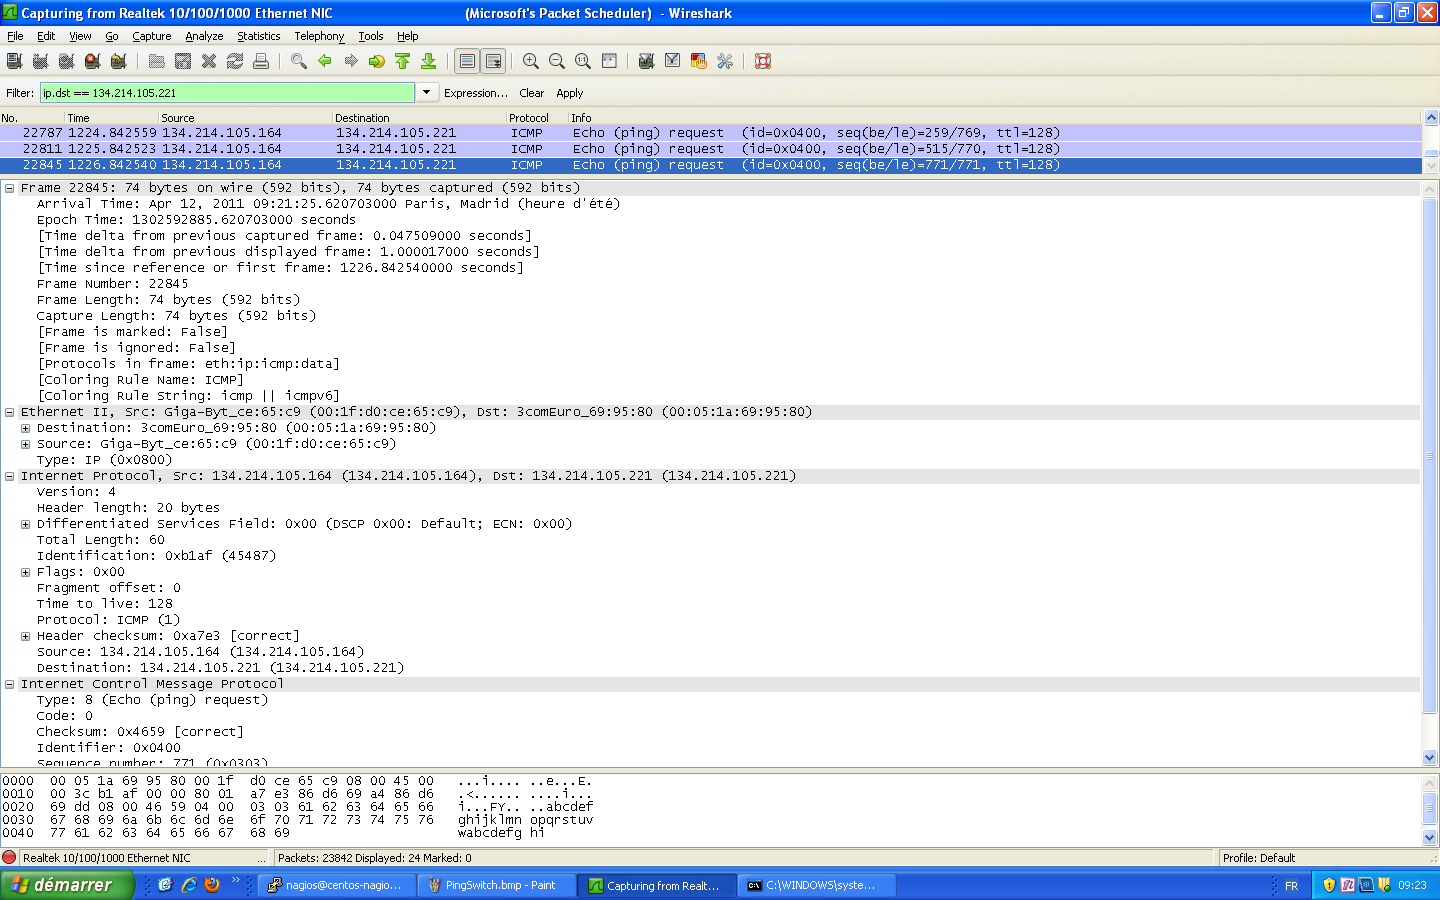 Capturing from Realtek 10/100/1000 Ethernet NIC (Microsoft's Packet Scheduler) - Wireshark
File Edit View Go Capture Analyze Statistics Telephony Tools Help
Filter: ip.dst == 134.214.105.221 Expression... Clear Apply
No. Time Source Destination Protocol Info
22787 1224.842559 134.214.105.164 134.214.105.221 ICMP Echo (ping) request (id=0x0400, seq(be/le)=259/769, ttl=128)
22811 1225.842523 134.214.105.164 134.214.105.221 ICMP Echo (ping) request (id=0x0400, seq(be/le)=515/770, ttl=128)
22845 1226.842540 134.214.105.164 134.214.105.221 ICMP Echo (ping) request (id=0x0400, seq(be/le)=771/771, ttl=128)
Frame 22845: 74 bytes on wire (592 bits), 74 bytes captured (592 bits)
Arrival Time: Apr 12, 2011 09:21:25.620703000 Paris, Madrid (heure d'été)
Epoch Time: 1302592885.620703000 seconds
[Time delta from previous captured frame: 0.047509000 seconds]
[Time delta from previous displayed frame: 1.000017000 seconds]
[Time since reference or first frame: 1226.842540000 seconds]
Frame Number: 22845
Frame Length: 74 bytes (592 bits)
Capture Length: 74 bytes (592 bits)
[Frame is marked: False]
[Frame is ignored: False]
[Protocols in frame: eth:ip:icmp:data]
[Coloring Rule Name: ICMP]
[Coloring Rule String: icmp || icmpv6]
Ethernet II, Src: Giga-Byt_ce:65:c9 (00:1f:d0:ce:65:c9), Dst: 3comEuro_69:95:80 (00:05:1a:69:95:80)
Destination: 3comEuro_69:95:80 (00:05:1a:69:95:80)
Source: Giga-Byt_ce:65:c9 (00:1f:d0:ce:65:c9)
Type: IP (0x0800)
Internet Protocol, Src: 134.214.105.164 (134.214.105.164), Dst: 134.214.105.221 (134.214.105.221)
Version: 4
Header length: 20 bytes
Differentiated Services Field: 0x00 (DSCP 0x00: Default; ECN: 0x00)
Total Length: 60
Identification: 0xb1af (45487)
Flags: 0x00
Fragment offset: 0
Time to live: 128
Protocol: ICMP (1)
Header checksum: 0xa7e3 [correct]
Source: 134.214.105.164 (134.214.105.164)
Destination: 134.214.105.221 (134.214.105.221)
Internet Control Message Protocol
Type: 8 (Echo (ping) request)
Code: 0
Checksum: 0x4659 [correct]
Identifier: 0x0400
Sequence number: 771 (0x0303)
0000 00 05 1a 69 95 80 00 1f d0 ce 65 c9 08 00 45 00 ...i.... ..e...E.
0010 00 3c b1 af 00 00 80 01 a7 e3 86 d6 69 a4 86 d6 .<...... ....i...
0020 69 dd 08 00 46 59 04 00 03 03 61 62 63 64 65 66 i...FY.. ..abcdef
0030 67 68 69 6a 6b 6c 6d 6e 6f 70 71 72 73 74 75 76 ghijklmn opqrstuv
0040 77 61 62 63 64 65 66 67 68 69 wabcdefg hi
Realtek 10/100/1000 Ethernet NIC ... Packets: 23842 Displayed: 24 Marked: 0 Profile: Default
démarrer nagios@centos-nagio... PingSwitch.bmp - Paint Capturing from Realt... C:\WINDOWS\syste... FR 09:23